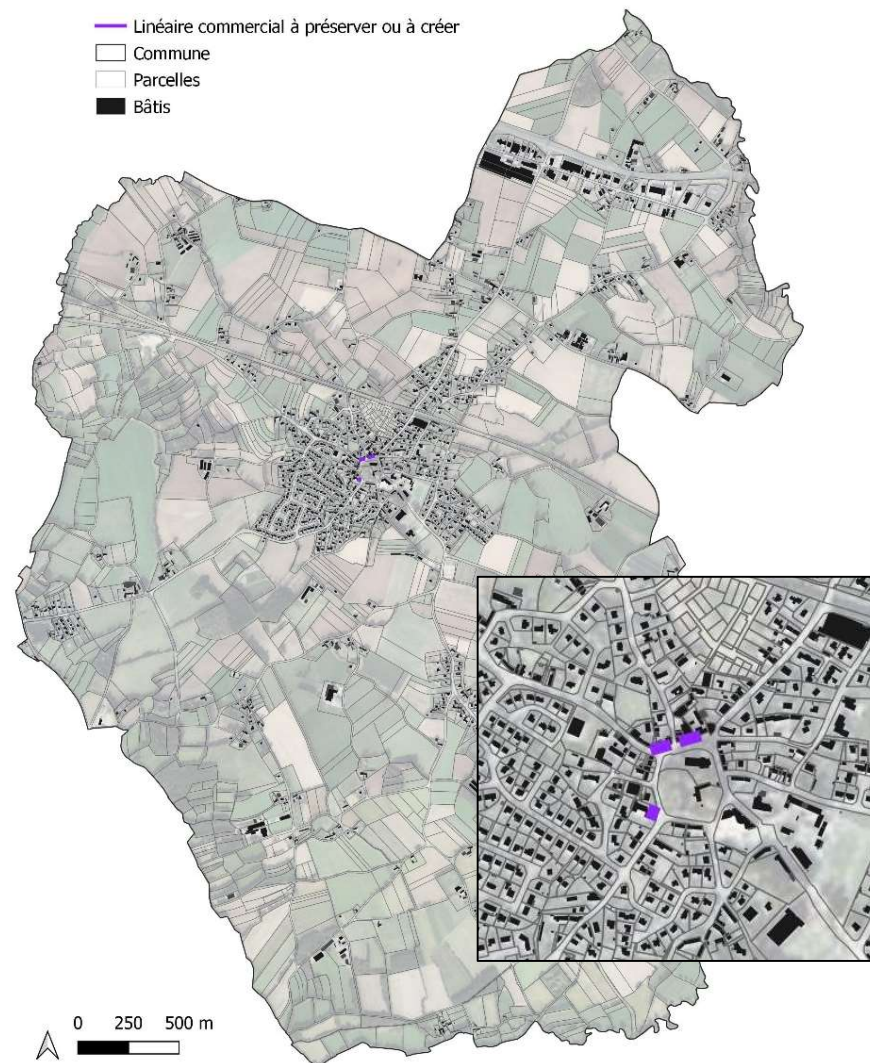 Linéaire commercial à préserver ou à créer
Commune
Parcelles
Bâtis
0 250 500 m